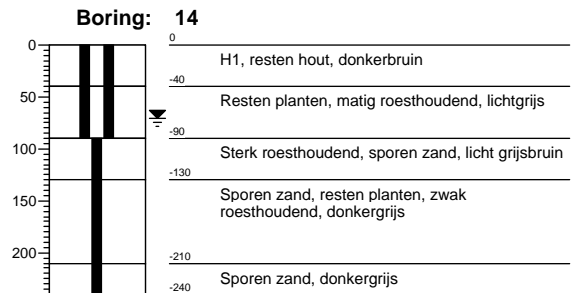 Boring: 14
0
0
H1, resten hout, donkerbruin
-40
50
Resten planten, matig roesthoudend, lichtgrijs
-90
100
Sterk roesthoudend, sporen zand, licht grijsbruin
-130
150
Sporen zand, resten planten, zwak
roesthoudend, donkergrijs
200
-210
Sporen zand, donkergrijs
-240